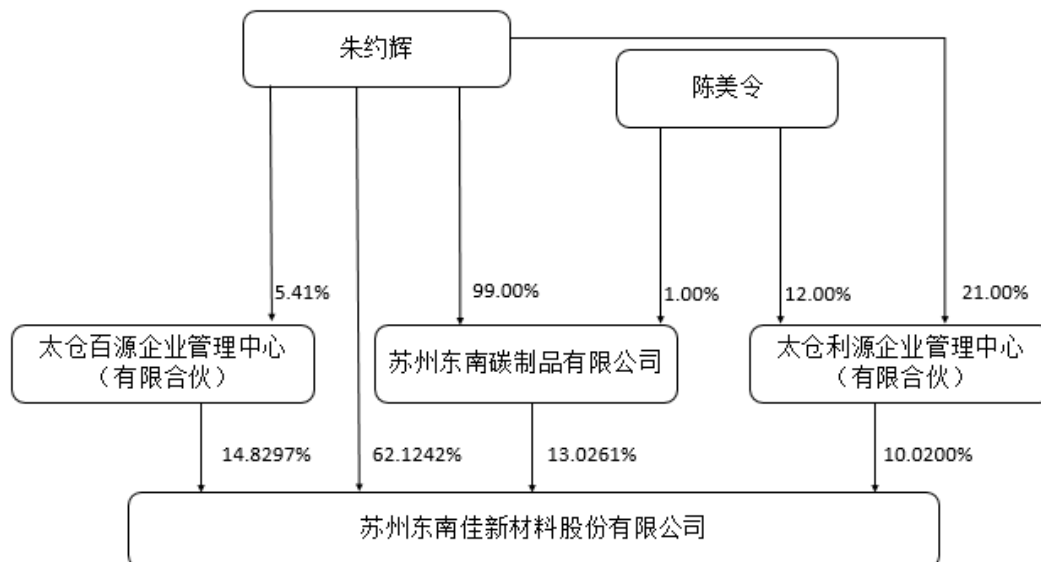 朱约辉
陈美令
5.41%
99.00%
1.00%
12.00%
21.00%
太仓百源企业管理中心
（有限合伙）
苏州东南碳制品有限公司
太仓利源企业管理中心
（有限合伙）
14.8297%
62.1242%
13.0261%
10.0200%
苏州东南佳新材料股份有限公司